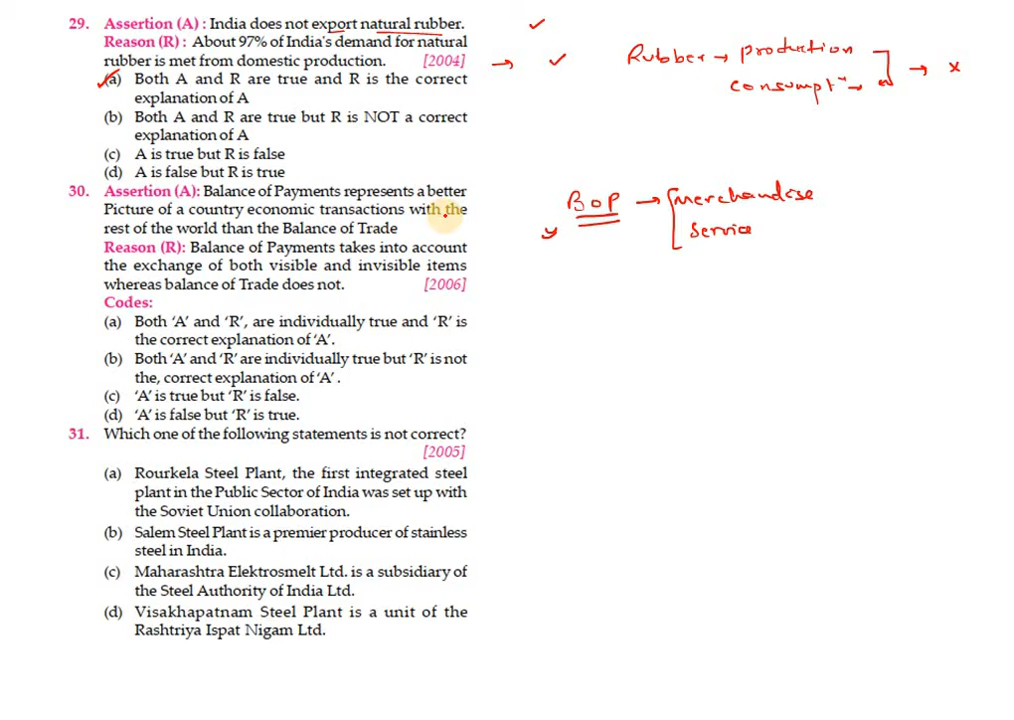 29. Assertion (A) : India does not export natural rubber.
Reason (R) : About 97% of India's demand for natural
rubber is met from domestic production. [2004]
(a) Both A and R are true and R is the correct
explanation of A
(b) Both A and R are true but R is NOT a correct
explanation of A
(c) A is true but R is false
(d) A is false but R is true
30. Assertion (A): Balance of Payments represents a better
Picture of a country economic transactions with the
rest of the world than the Balance of Trade
Reason (R): Balance of Payments takes into account
the exchange of both visible and invisible items
whereas balance of Trade does not. [2006]
Codes:
(a) Both 'A' and 'R', are individually true and 'R' is
the correct explanation of 'A'.
(b) Both 'A' and 'R' are individually true but 'R' is not
the, correct explanation of 'A'.
(c) 'A' is true but 'R' is false.
(d) 'A' is false but 'R' is true.
31. Which one of the following statements is not correct?
[2005]
(a) Rourkela Steel Plant, the first integrated steel
plant in the Public Sector of India was set up with
the Soviet Union collaboration.
(b) Salem Steel Plant is a premier producer of stainless
steel in India.
(c) Maharashtra Elektrosmelt Ltd. is a subsidiary of
the Steel Authority of India Ltd.
(d) Visakhapatnam Steel Plant is a unit of the
Rashtriya Ispat Nigam Ltd.
Rubber → production
consumptⁿ → → x
BOP → Merchandise
Service